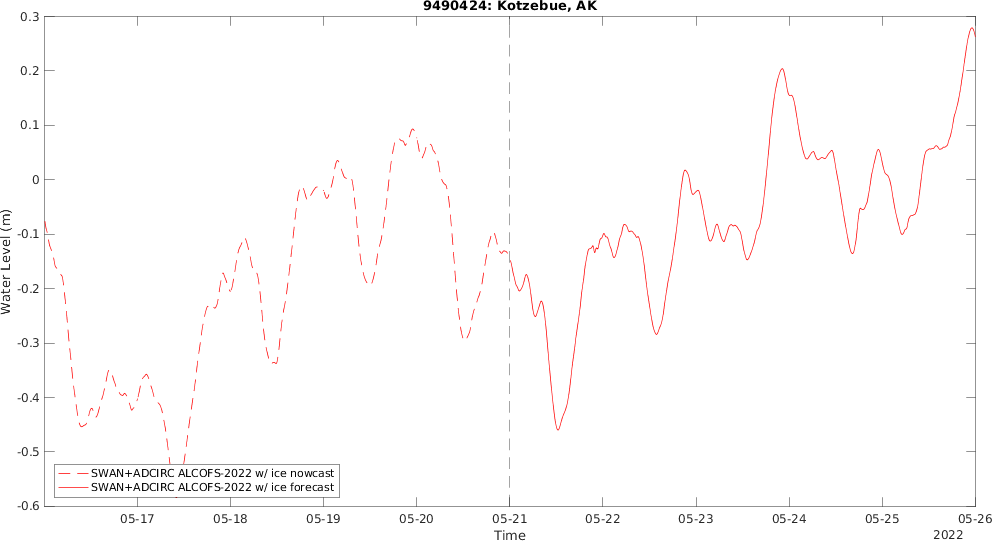 9490424: Kotzebue, AK
0.3
0.2
0.1
0
-0.1
-0.2
-0.3
-0.4
-0.5
-0.6
Water Level (m)
SWAN+ADCIRC ALCOFS-2022 w/ ice nowcast
SWAN+ADCIRC ALCOFS-2022 w/ ice forecast
05-17 05-18 05-19 05-20 05-21 05-22 05-23 05-24 05-25 05-26
Time
2022